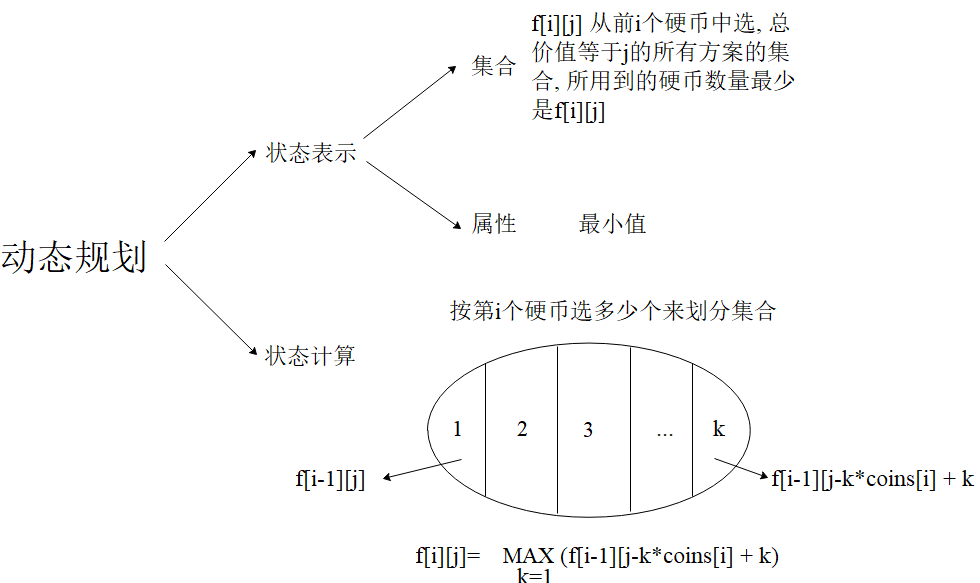 f[i][j] 从前i个硬币中选, 总
价值等于j的所有方案的集
合, 所用到的硬币数量最少
是f[i][j]
集合
状态表示
属性 最小值
动态规划
按第i个硬币选多少个来划分集合
状态计算
1 2 3 ... k
f[i-1][j] f[i-1][j-k*coins[i] + k
f[i][j]= MAX (f[i-1][j-k*coins[i] + k)
k=1